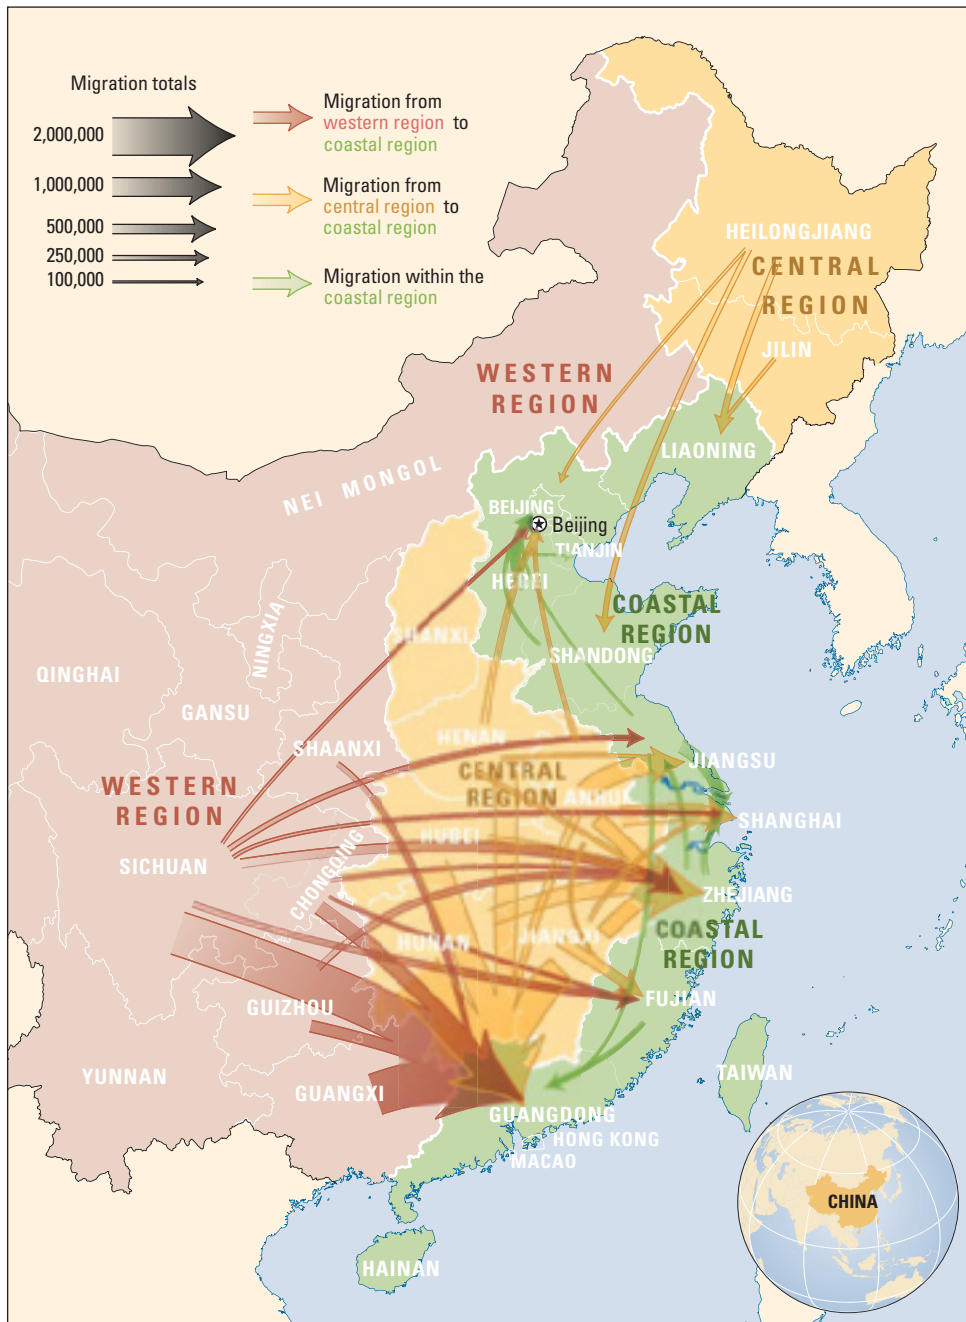 Migration totals
2,000,000
1,000,000
500,000
250,000
100,000
Migration from
western region to
coastal region
Migration from
central region to
coastal region
Migration within the
coastal region
HEILONGJIANG
CENTRAL
REGION
JILIN
WESTERN
REGION
LIAONING
NEI MONGOL
BEIJING
Beijing
TIANJIN
HEBEI
COASTAL
REGION
NINGXIA
SHANXI
SHANDONG
QINGHAI
GANSU
SHAANXI
HENAN
JIANGSU
CENTRAL
REGION
WESTERN
REGION
ANHUI
SHANGHAI
HUBEI
SICHUAN
CHONGQING
ZHEJIANG
COASTAL
REGION
HUNAN
JIANGXI
FUJIAN
GUIZHOU
YUNNAN
TAIWAN
GUANGXI
GUANGDONG
HONG KONG
MACAO
CHINA
HAINAN